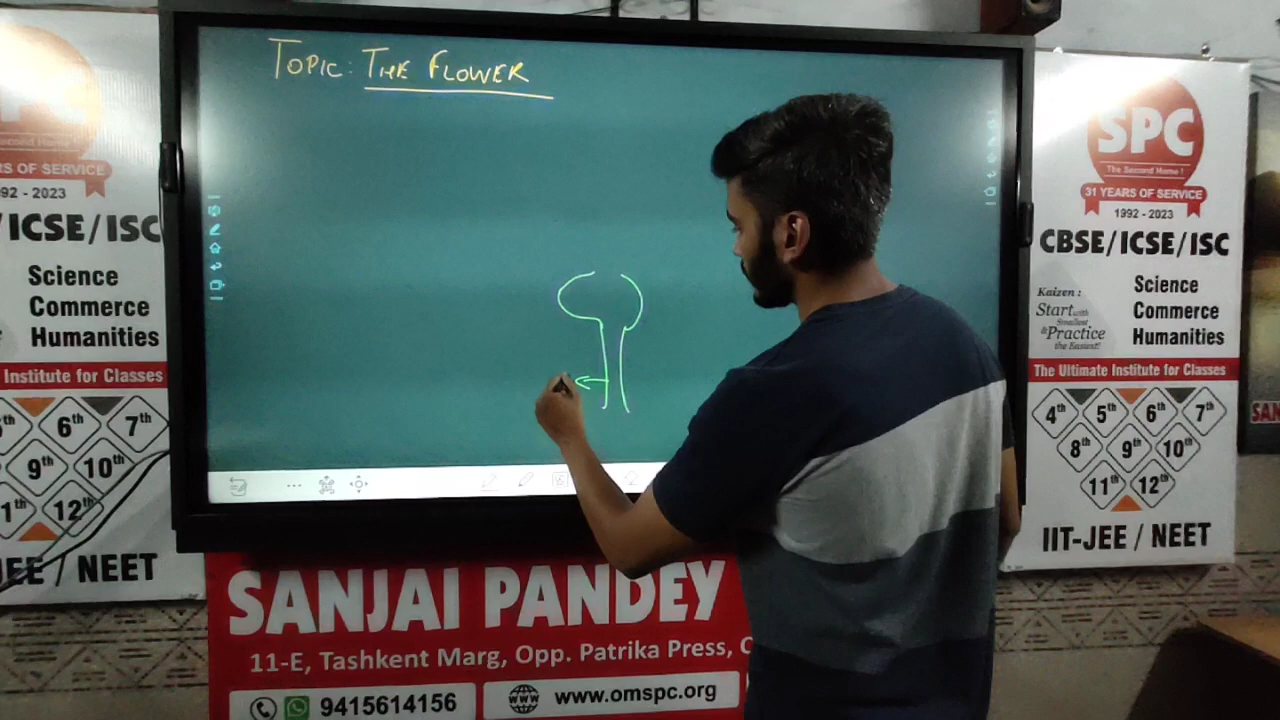 TOPIC: THE FLOWER
SPC
The Second Home !
31 YEARS OF SERVICE
1992 - 2023
CBSE/ICSE/ISC
Kaizen :
Start with
Smallest
& Practice
the Easiest!
Science
Commerce
Humanities
The Ultimate Institute for Classes
4th 5th 6th 7th
8th 9th 10th
11th 12th
IIT-JEE / NEET
RS OF SERVICE
92 - 2023
/ICSE/ISC
Science
Commerce
Humanities
Institute for Classes
6th 7th
9th 10th
12th
JEE / NEET
SANJAI PANDEY
11-E, Tashkent Marg, Opp. Patrika Press,
9415614156
www.omspc.org